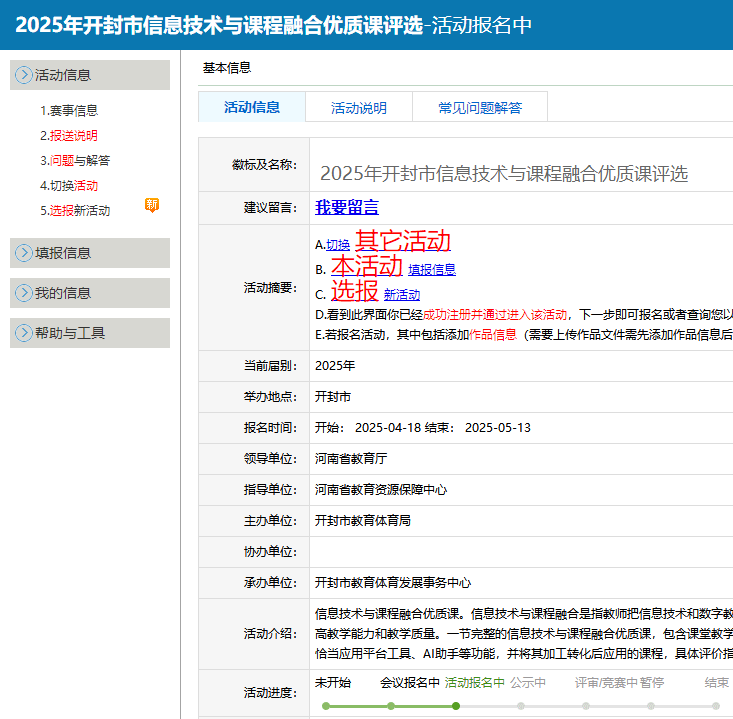 2025年开封市信息技术与课程融合优质课评选-活动报名中
活动信息
1.赛事信息
2.报送说明
3.问题与解答
4.切换活动
5.选报新活动
新
填报信息
我的信息
帮助与工具
基本信息
活动信息 活动说明 常见问题解答
徽标及名称： 2025年开封市信息技术与课程融合优质课评选
建议留言： 我要留言
活动摘要：
A.切换 其它活动
B. 本活动 填报信息
C. 选报 新活动
D.看到此界面你已经成功注册并通过进入该活动，下一步即可报名或者查询您以
E.若报名活动，其中包括添加作品信息（需要上传作品文件需先添加作品信息后
当前届别： 2025年
举办地点： 开封市
报名时间： 开始： 2025-04-18 结束： 2025-05-13
领导单位： 河南省教育厅
指导单位： 河南省教育资源保障中心
主办单位： 开封市教育体育局
协办单位：
承办单位： 开封市教育体育发展事务中心
活动介绍：
信息技术与课程融合优质课。信息技术与课程融合是指教师把信息技术和数字教
高教学能力和教学质量。一节完整的信息技术与课程融合优质课，包含课堂教学
恰当应用平台工具、AI助手等功能，并将其加工转化后应用的课程，具体评价指
活动进度：
未开始 会议报名中 活动报名中 公示中 评审/竞赛中 暂停 结束